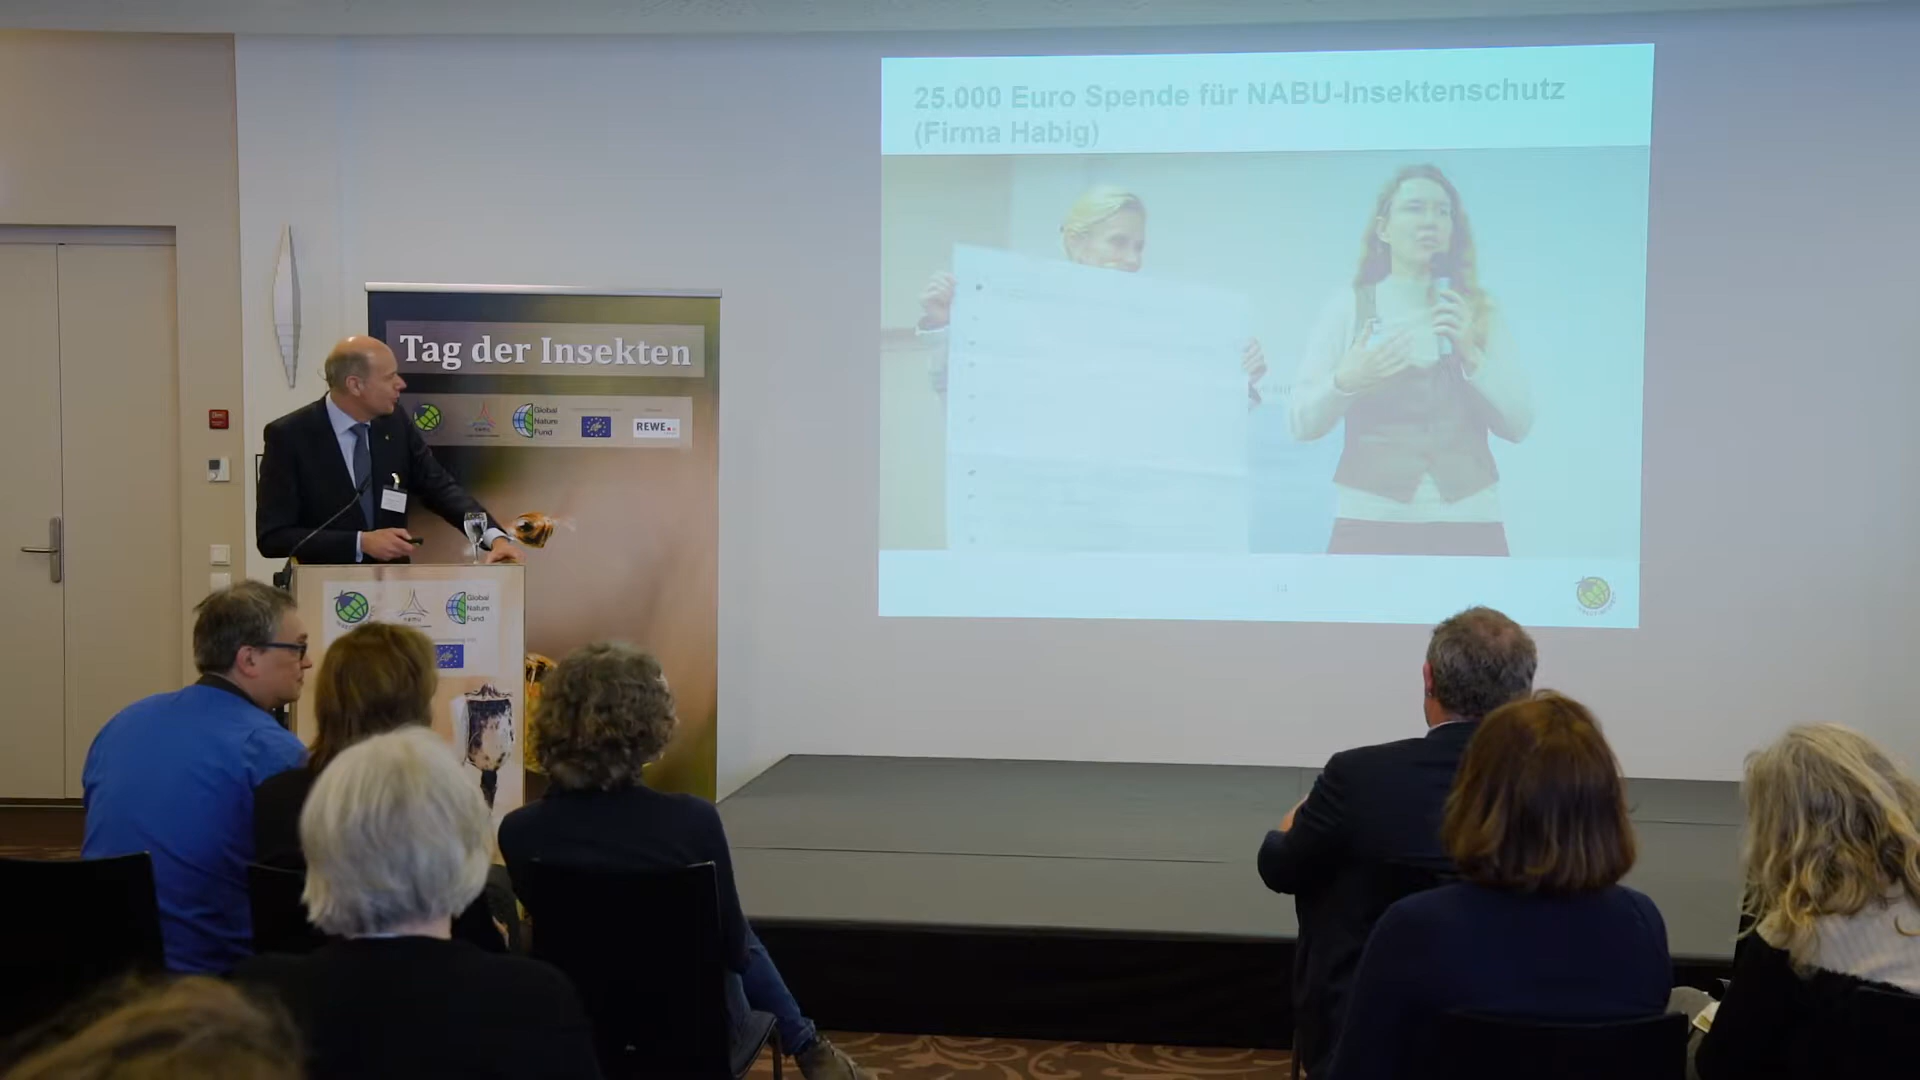 25.000 Euro Spende für NABU-Insektenschutz
(Firma Habig)
Tag der Insekten
Global
Nature
Fund
REWE
Global
Nature
Fund